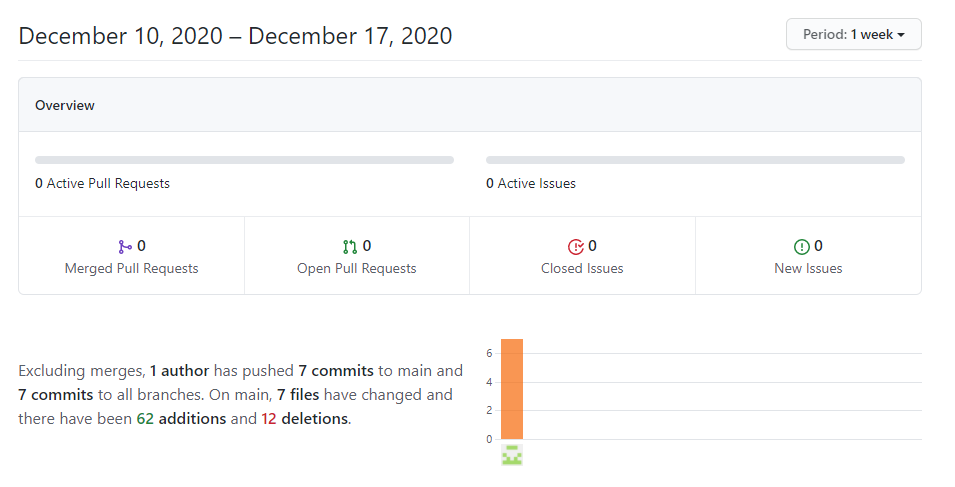 December 10, 2020 – December 17, 2020
Period: 1 week
Overview
0 Active Pull Requests
0 Active Issues
0
Merged Pull Requests
0
Open Pull Requests
0
Closed Issues
0
New Issues
Excluding merges, 1 author has pushed 7 commits to main and
7 commits to all branches. On main, 7 files have changed and
there have been 62 additions and 12 deletions.
6
4
2
0